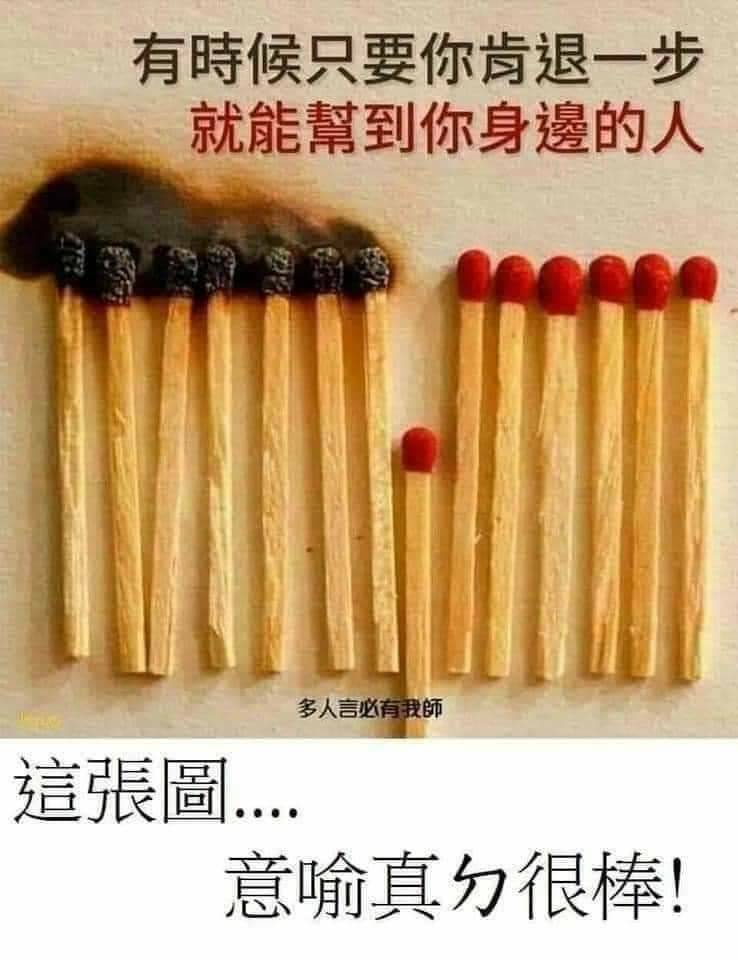 有時候只要你肯退一步
就能幫到你身邊的人
多人言必有我師
這張圖....
意喻真ㄉ很棒!